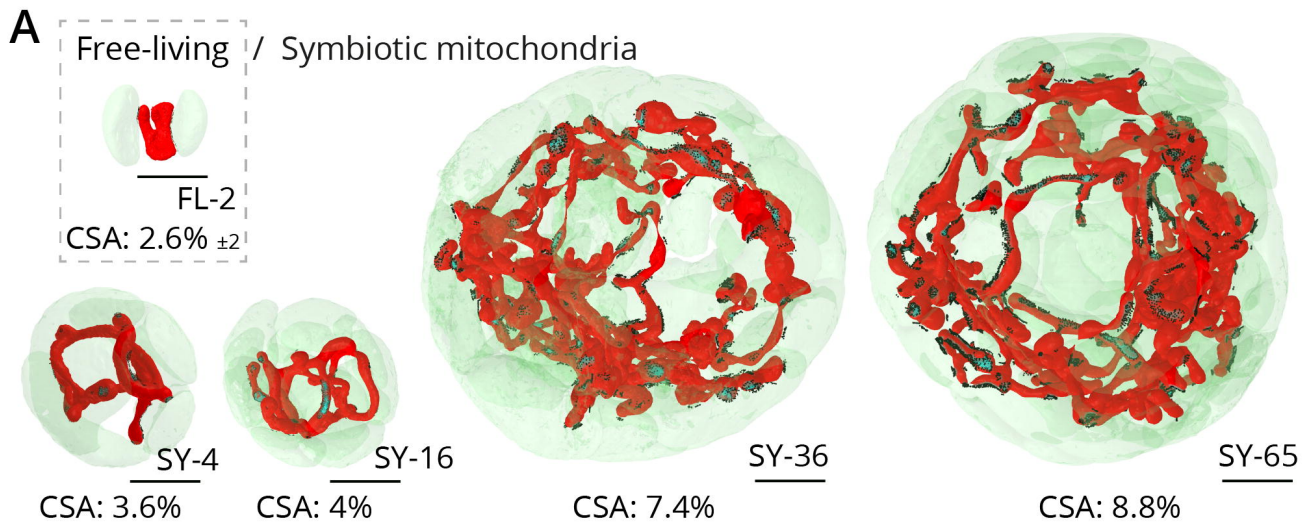 A
Free-living / Symbiotic mitochondria
FL-2
CSA: 2.6% ±2
SY-4
CSA: 3.6%
SY-16
CSA: 4%
SY-36
CSA: 7.4%
SY-65
CSA: 8.8%